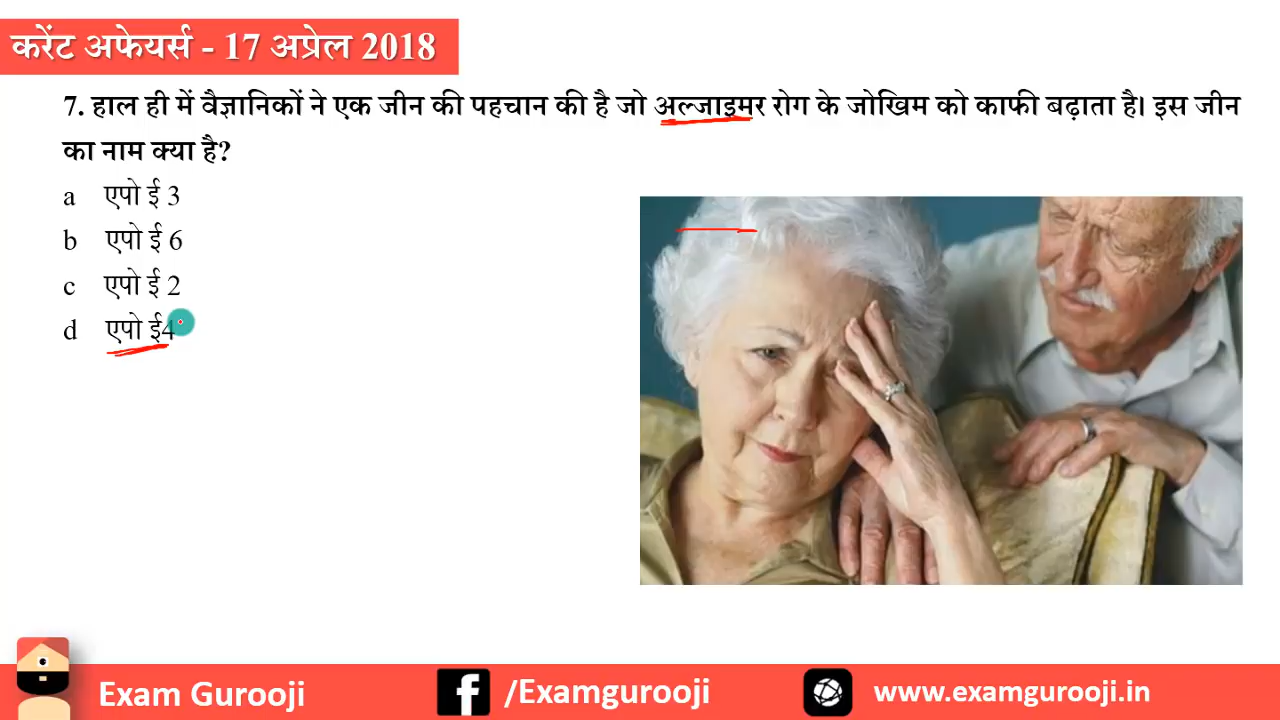 करेंट अफेयर्स - 17 अप्रेल 2018
7. हाल ही में वैज्ञानिकों ने एक जीन की पहचान की है जो अल्जाइमर रोग के जोखिम को काफी बढ़ाता है। इस जीन
का नाम क्या है?
a एपो ई 3
b एपो ई 6
c एपो ई 2
d एपो ई4
Exam Gurooji
/Examgurooji
www.examgurooji.in